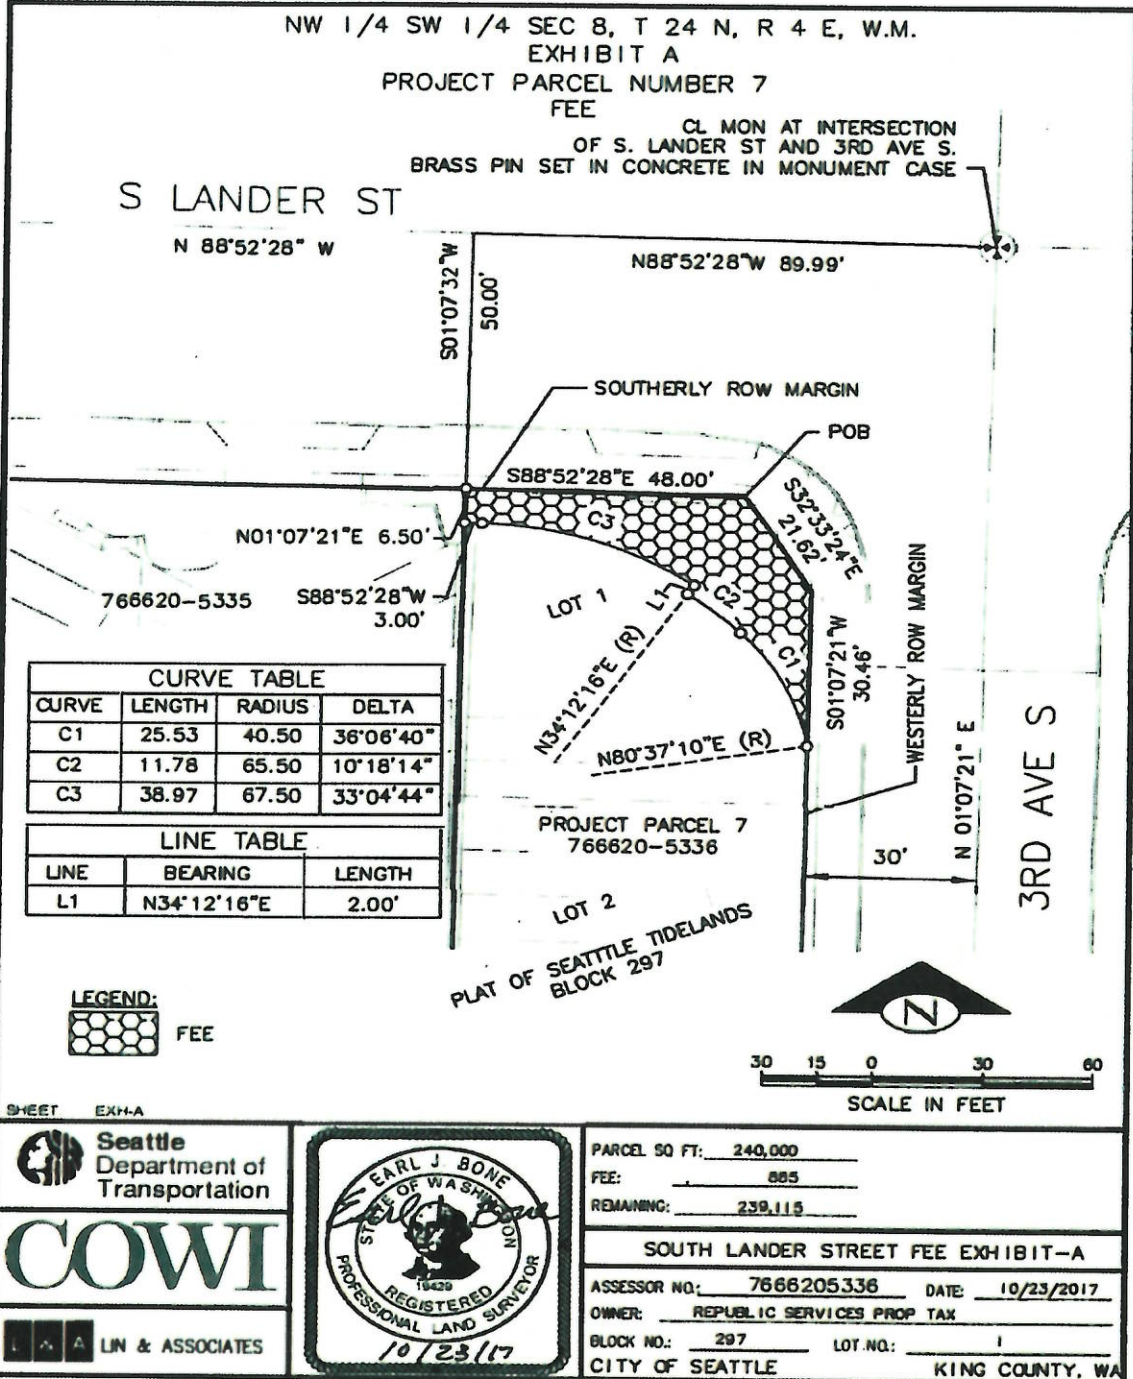 NW 1/4 SW 1/4 SEC 8, T 24 N, R 4 E, W.M.
EXHIBIT A
PROJECT PARCEL NUMBER 7
FEE
CL MON AT INTERSECTION
OF S. LANDER ST AND 3RD AVE S.
BRASS PIN SET IN CONCRETE IN MONUMENT CASE
S LANDER ST
N 88°52'28" W
N88°52'28"W 89.99'
S01°07'32"W
50.00'
SOUTHERLY ROW MARGIN
POB
S88°52'28"E 48.00'
S32°33'24"E
21.62'
C3
N01°07'21"E 6.50'
766620-5335
S88°52'28"W
3.00'
LOT 1
L1
C2
C1
S01°07'21"W
30.46'
WESTERLY ROW MARGIN
N34°12'16"E (R)
N80°37'10"E (R)
CURVE TABLE
CURVE LENGTH RADIUS DELTA
C1 25.53 40.50 36°06'40"
C2 11.78 65.50 10°18'14"
C3 38.97 67.50 33°04'44"
LINE TABLE
LINE BEARING LENGTH
L1 N34°12'16"E 2.00'
PROJECT PARCEL 7
766620-5336
30'
N 01°07'21" E
3RD AVE S
LOT 2
PLAT OF SEATTTLE TIDELANDS
BLOCK 297
LEGEND:
FEE
N
30 15 0 30 60
SCALE IN FEET
SHEET EXH-A
Seattle
Department of
Transportation
COWI
LIN & ASSOCIATES
EARL J. BONE
STATE OF WASHINGTON
Earl J Bone
19429
REGISTERED
PROFESSIONAL LAND SURVEYOR
10/23/17
PARCEL SQ FT: 240,000
FEE: 885
REMAINING: 239,115
SOUTH LANDER STREET FEE EXHIBIT-A
ASSESSOR NO: 7666205336 DATE: 10/23/2017
OWNER: REPUBLIC SERVICES PROP TAX
BLOCK NO.: 297 LOT NO.: 1
CITY OF SEATTLE KING COUNTY, WA